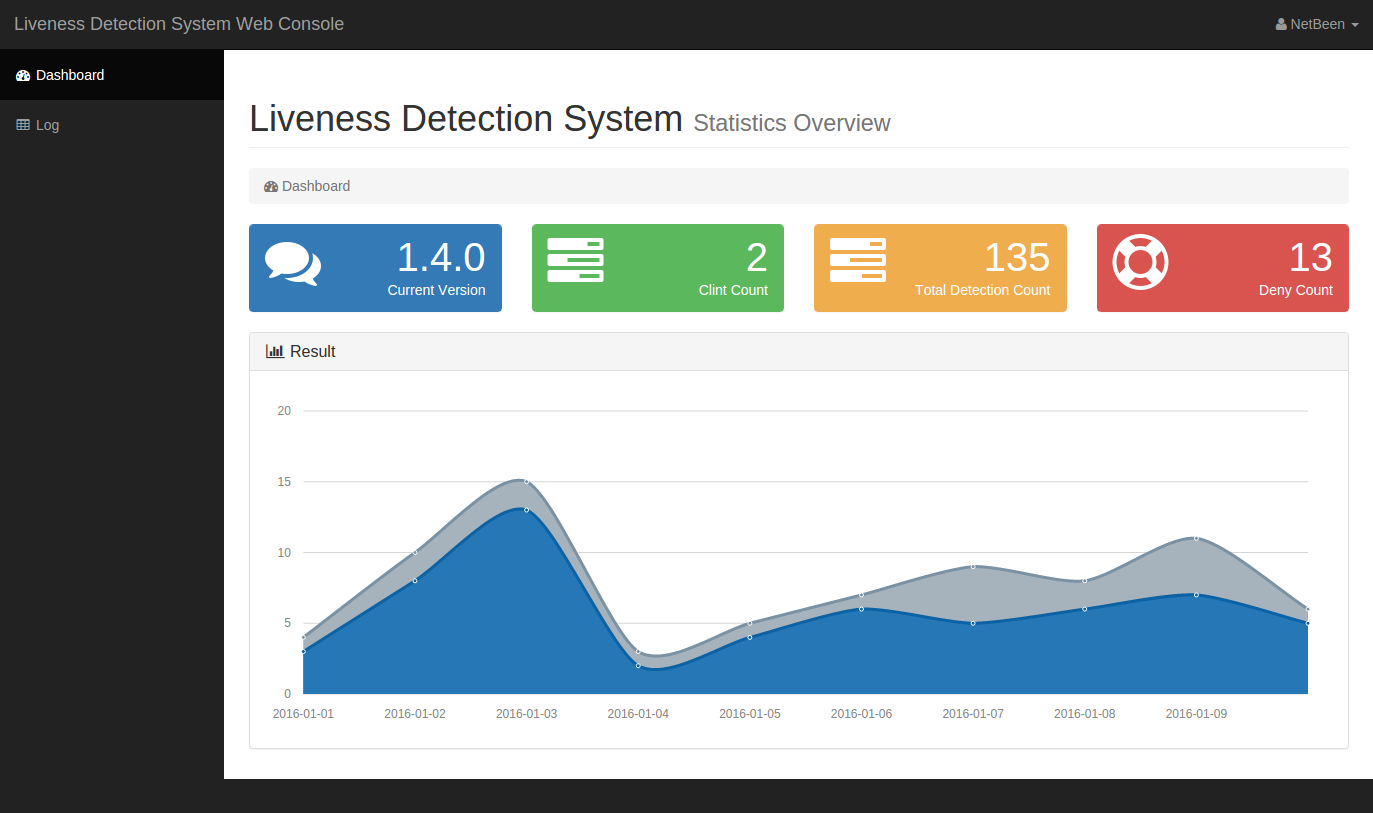 Liveness Detection System Web Console
NetBeen
Dashboard
Log
Liveness Detection System Statistics Overview
Dashboard
1.4.0
Current Version
2
Clint Count
135
Total Detection Count
13
Deny Count
Result
20
15
10
5
0
2016-01-01 2016-01-02 2016-01-03 2016-01-04 2016-01-05 2016-01-06 2016-01-07 2016-01-08 2016-01-09